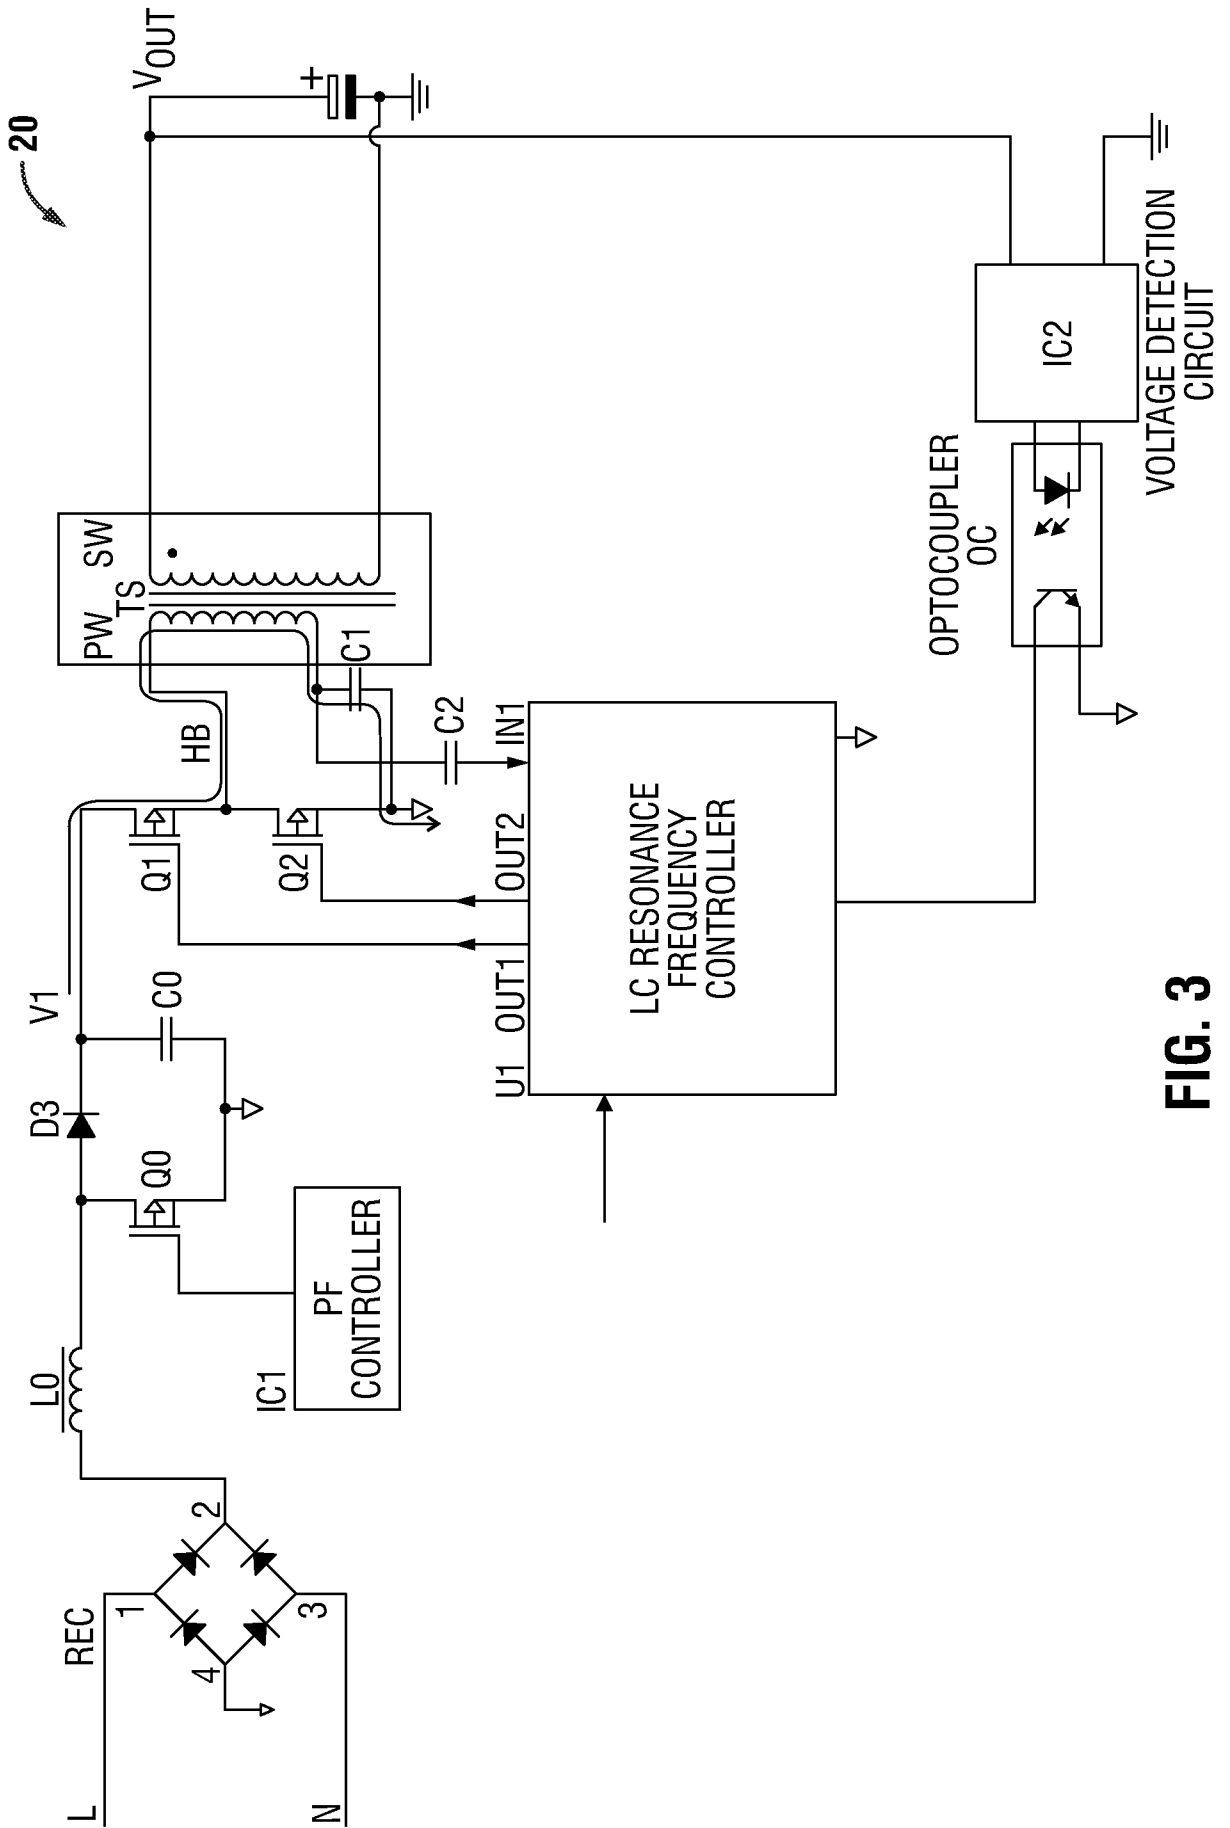 20
L
N
REC
1
2
3
4
L0
D3
Q0
IC1
PF
CONTROLLER
V1
C0
Q1
Q2
HB
PW
SW
TS
C1
C2
VOUT
+
U1
OUT1
OUT2
IN1
LC RESONANCE
FREQUENCY
CONTROLLER
OPTOCOUPLER
OC
IC2
VOLTAGE DETECTION
CIRCUIT
FIG. 3